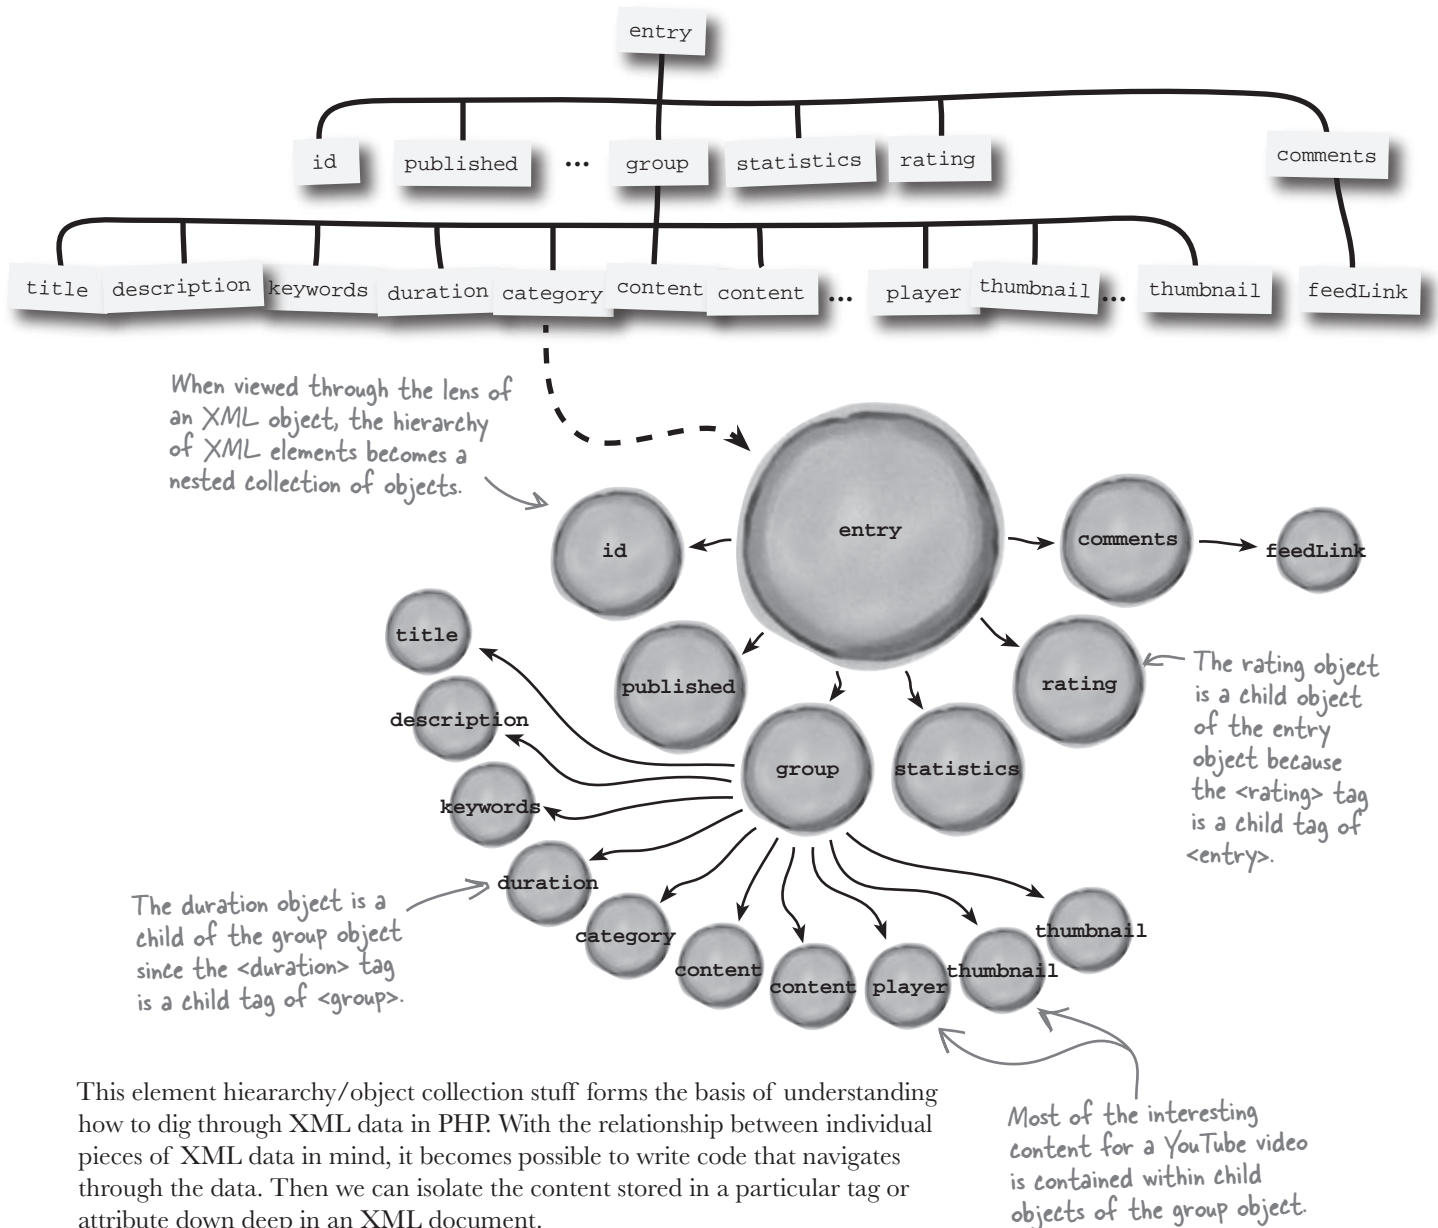 entry
id published ... group statistics rating comments
title description keywords duration category content content ... player thumbnail ... thumbnail feedLink
When viewed through the lens of
an XML object, the hierarchy
of XML elements becomes a
nested collection of objects.
entry
id
comments
feedLink
title
published
rating
description
group
statistics
keywords
duration
category
content
content
player
thumbnail
thumbnail
The rating object
is a child object
of the entry
object because
the <rating> tag
is a child tag of
<entry>.
The duration object is a
child of the group object
since the <duration> tag
is a child tag of <group>.
This element hieararchy/object collection stuff forms the basis of understanding
how to dig through XML data in PHP. With the relationship between individual
pieces of XML data in mind, it becomes possible to write code that navigates
through the data. Then we can isolate the content stored in a particular tag or
attribute down deep in an XML document.
Most of the interesting
content for a YouTube video
is contained within child
objects of the group object.